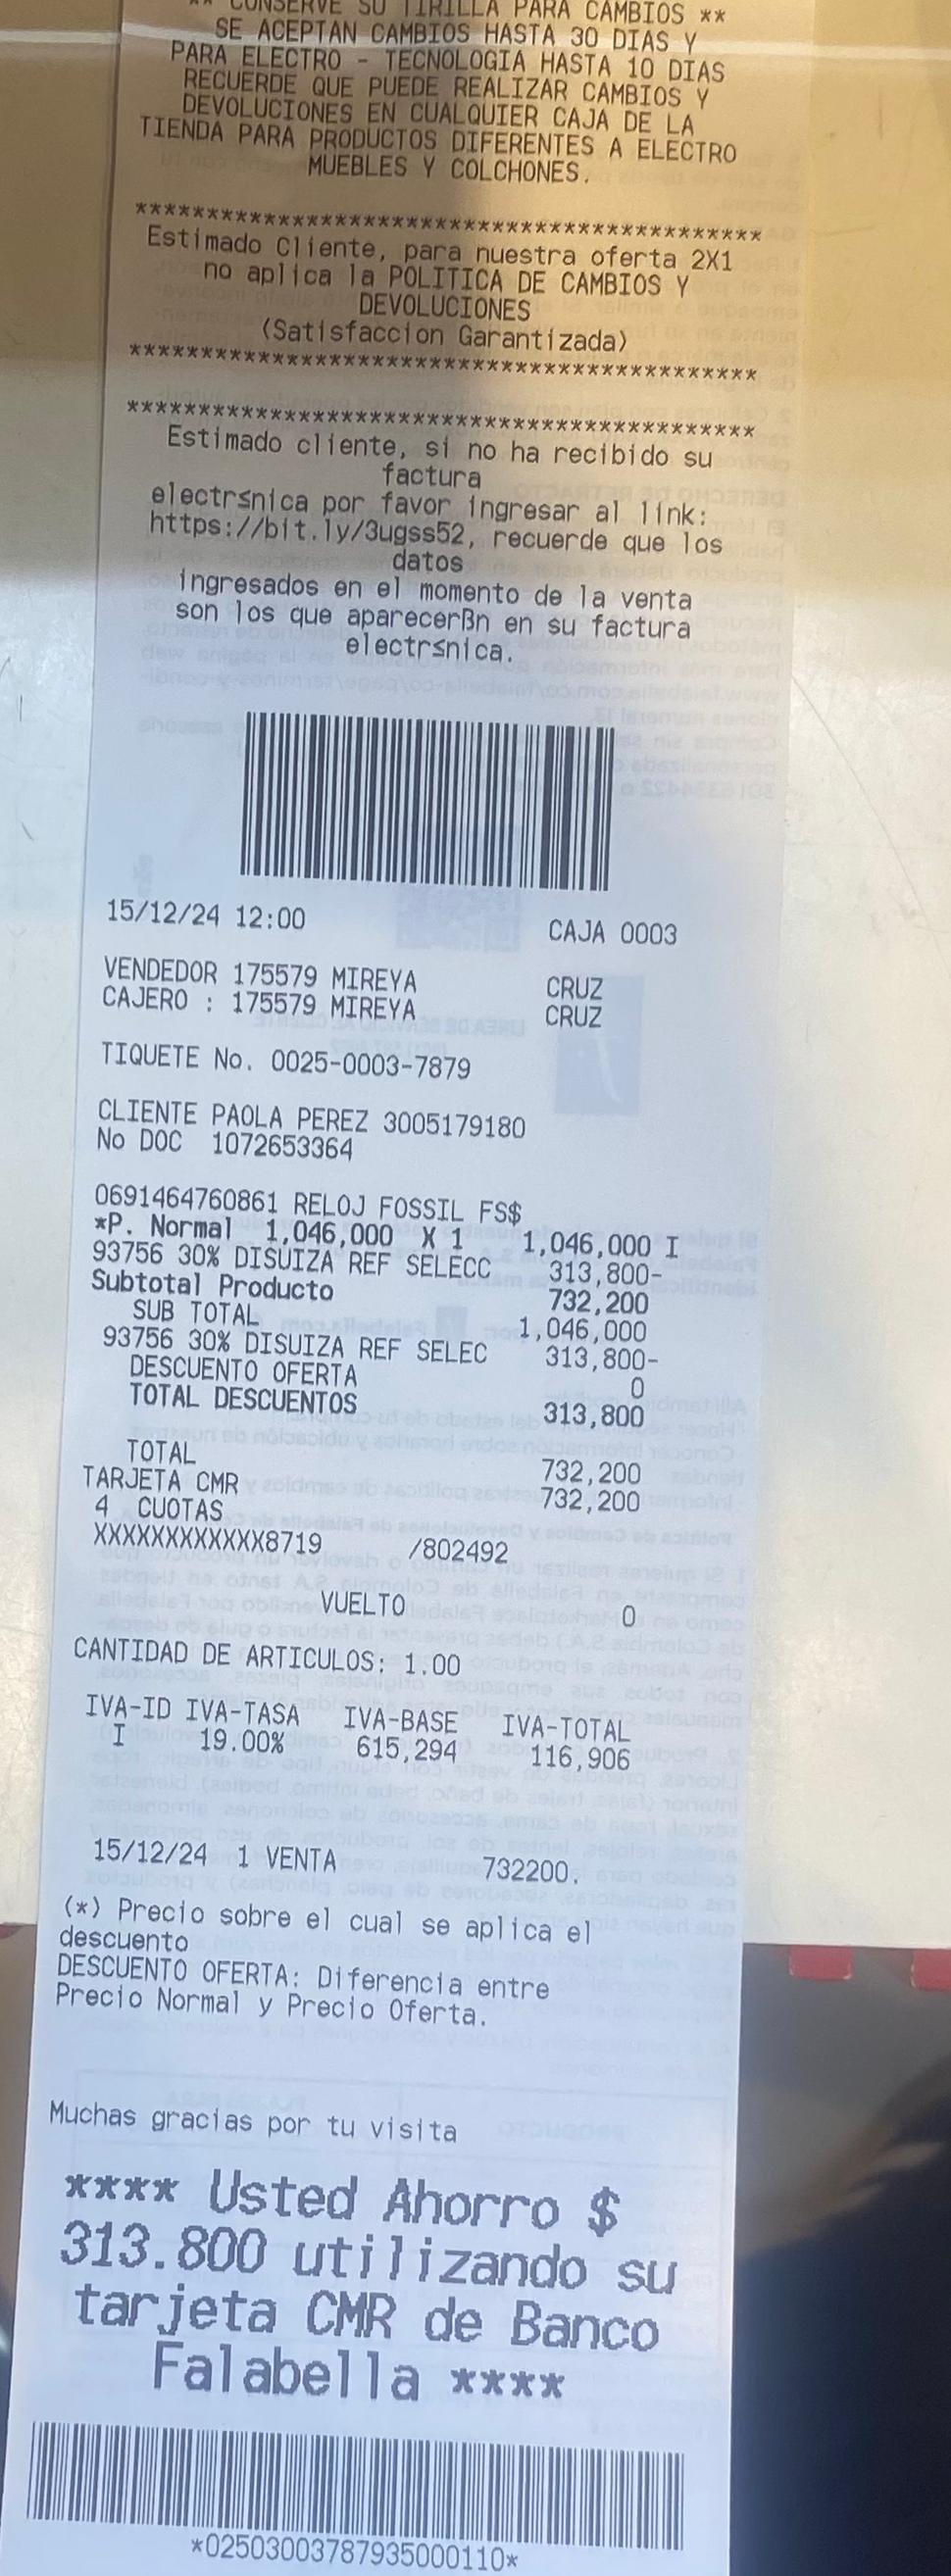 ** CONSERVE SU TIRILLA PARA CAMBIOS **
SE ACEPTAN CAMBIOS HASTA 30 DIAS Y
PARA ELECTRO - TECNOLOGIA HASTA 10 DIAS
RECUERDE QUE PUEDE REALIZAR CAMBIOS Y
DEVOLUCIONES EN CUALQUIER CAJA DE LA
TIENDA PARA PRODUCTOS DIFERENTES A ELECTRO
MUEBLES Y COLCHONES.
********************************************
Estimado Cliente, para nuestra oferta 2X1
no aplica la POLITICA DE CAMBIOS Y
DEVOLUCIONES
(Satisfaccion Garantizada)
********************************************
********************************************
Estimado cliente, si no ha recibido su
factura
electr≤nica por favor ingresar al link:
https://bit.ly/3ugss52, recuerde que los
datos
ingresados en el momento de la venta
son los que aparecerßn en su factura
electr≤nica.
15/12/24 12:00 CAJA 0003
VENDEDOR 175579 MIREYA CRUZ
CAJERO : 175579 MIREYA CRUZ
TIQUETE No. 0025-0003-7879
CLIENTE PAOLA PEREZ 3005179180
No DOC 1072653364
0691464760861 RELOJ FOSSIL FS$
*P. Normal 1,046,000 X 1 1,046,000 I
93756 30% DISUIZA REF SELECC 313,800-
Subtotal Producto 732,200
SUB TOTAL 1,046,000
93756 30% DISUIZA REF SELEC 313,800-
DESCUENTO OFERTA 0
TOTAL DESCUENTOS 313,800
TOTAL 732,200
TARJETA CMR 732,200
4 CUOTAS
XXXXXXXXXXXX8719 /802492
VUELTO 0
CANTIDAD DE ARTICULOS: 1.00
IVA-ID IVA-TASA IVA-BASE IVA-TOTAL
I 19.00% 615,294 116,906
15/12/24 1 VENTA 732200.
(*) Precio sobre el cual se aplica el
descuento
DESCUENTO OFERTA: Diferencia entre
Precio Normal y Precio Oferta.
Muchas gracias por tu visita
**** Usted Ahorro $
313.800 utilizando su
tarjeta CMR de Banco
Falabella ****
*02503003787935000110*